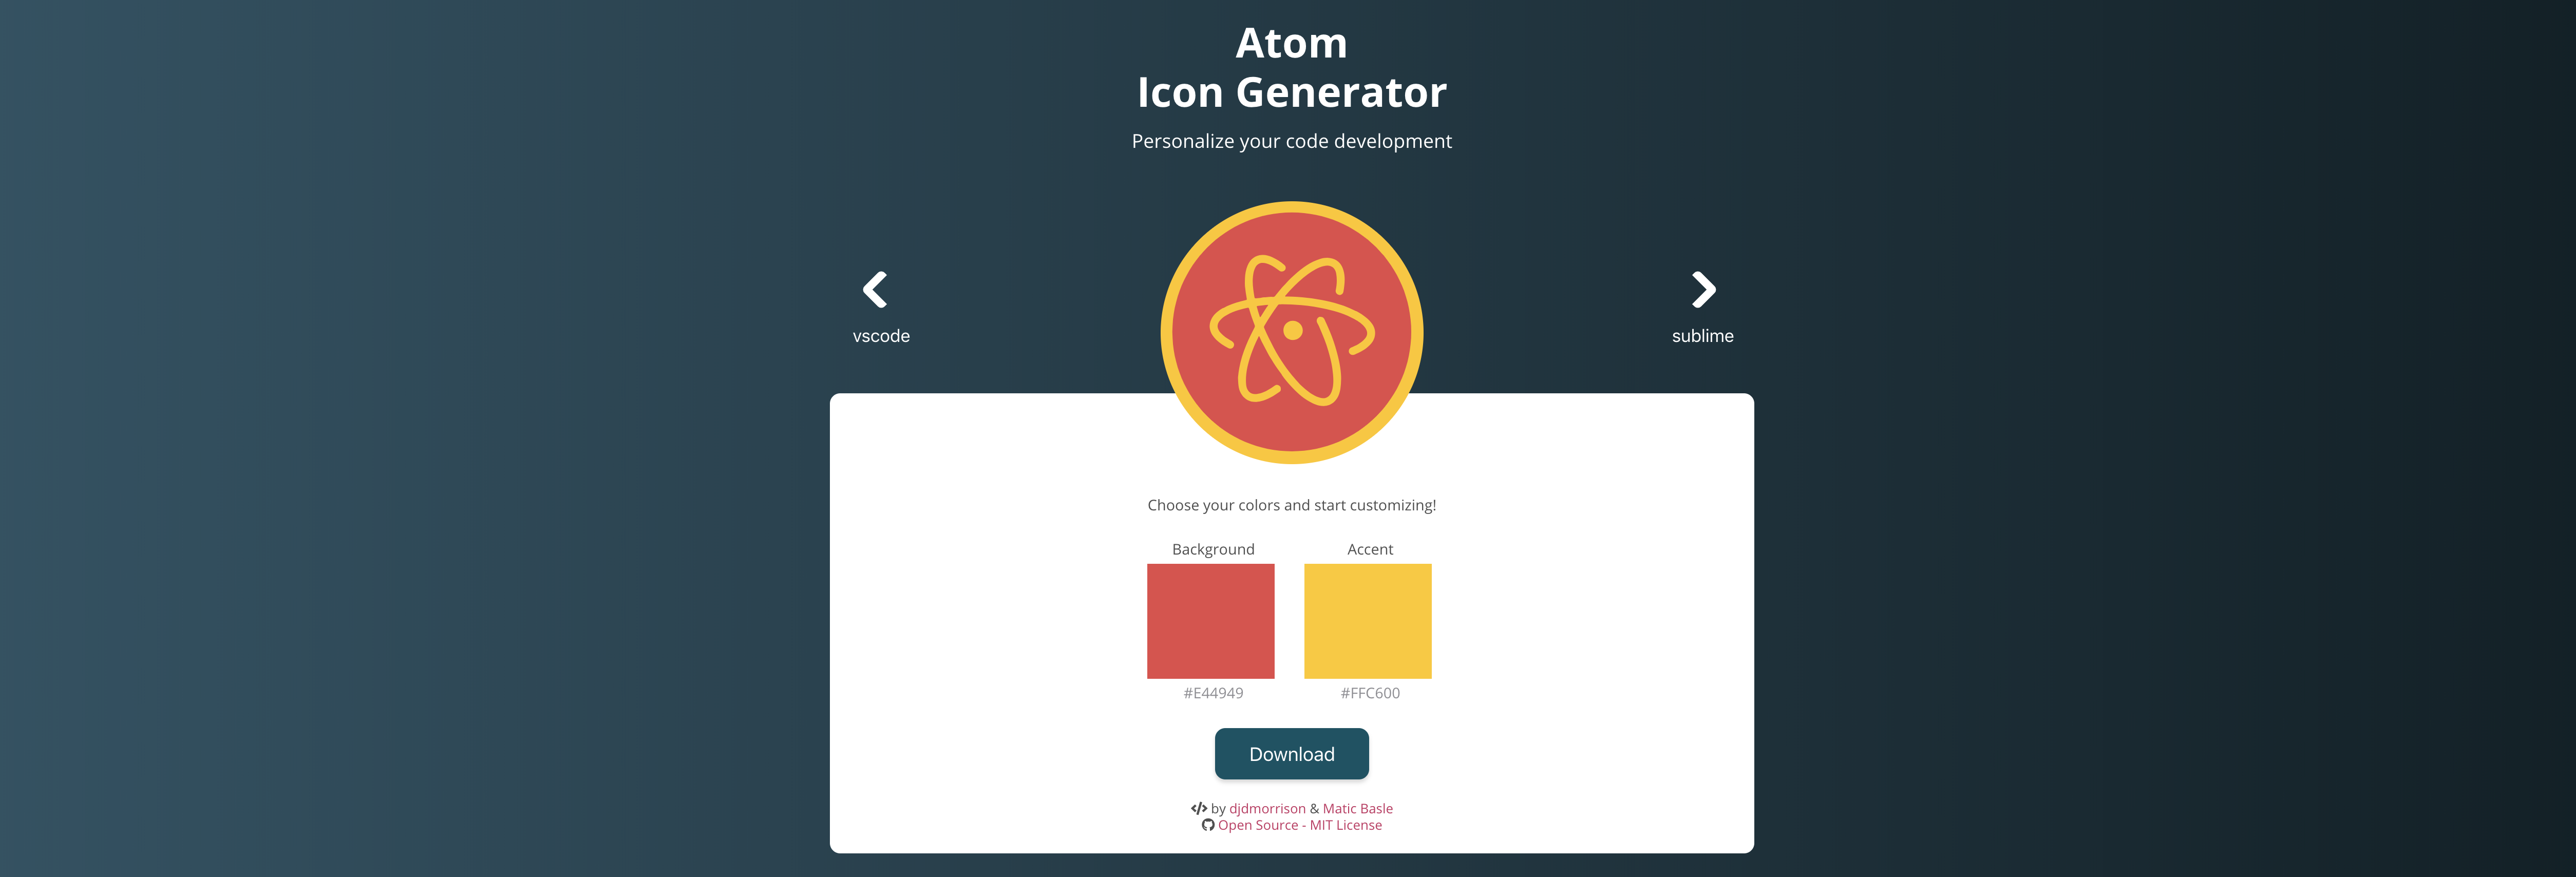 Atom
Icon Generator
Personalize your code development
vscode
sublime
Choose your colors and start customizing!
Background
Accent
#E44949
#FFC600
Download
by djdmorrison & Matic Basle
Open Source - MIT License